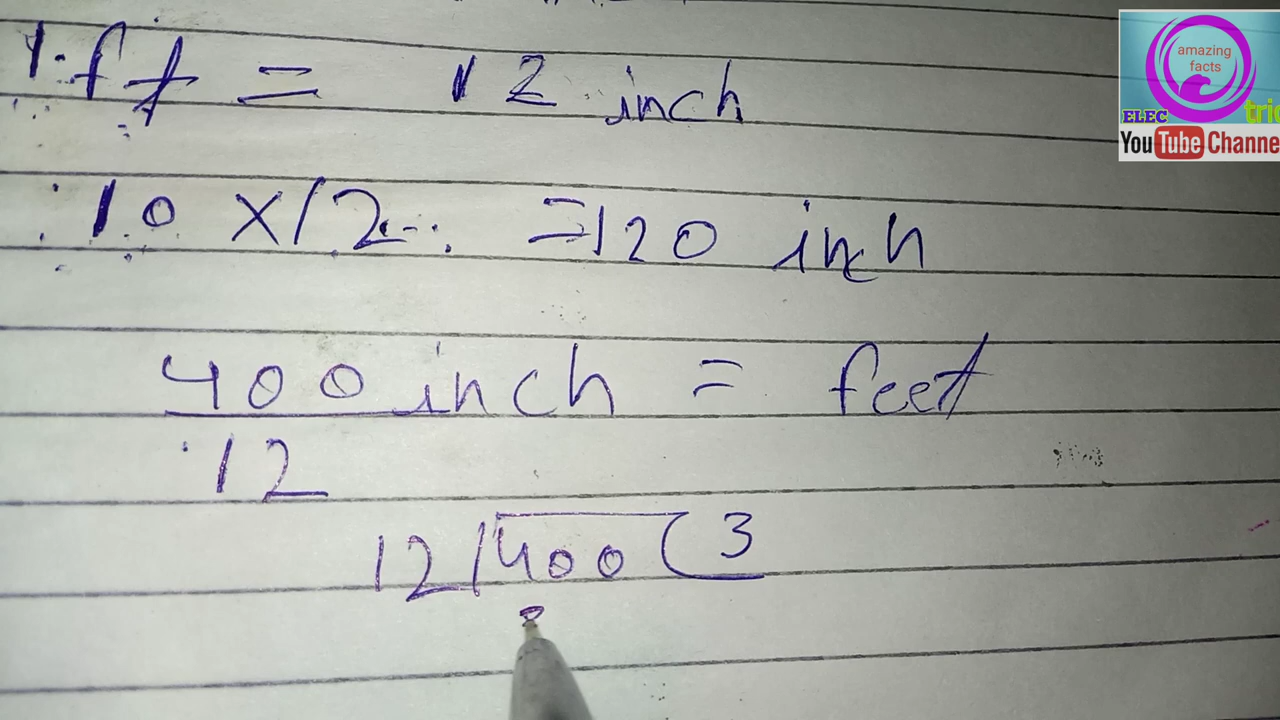 1.ft = 12 inch
10 X 12 = 120 inch
400 inch = feet
12
12 400 3
amazing
facts
ELEC tric
YouTube Channe